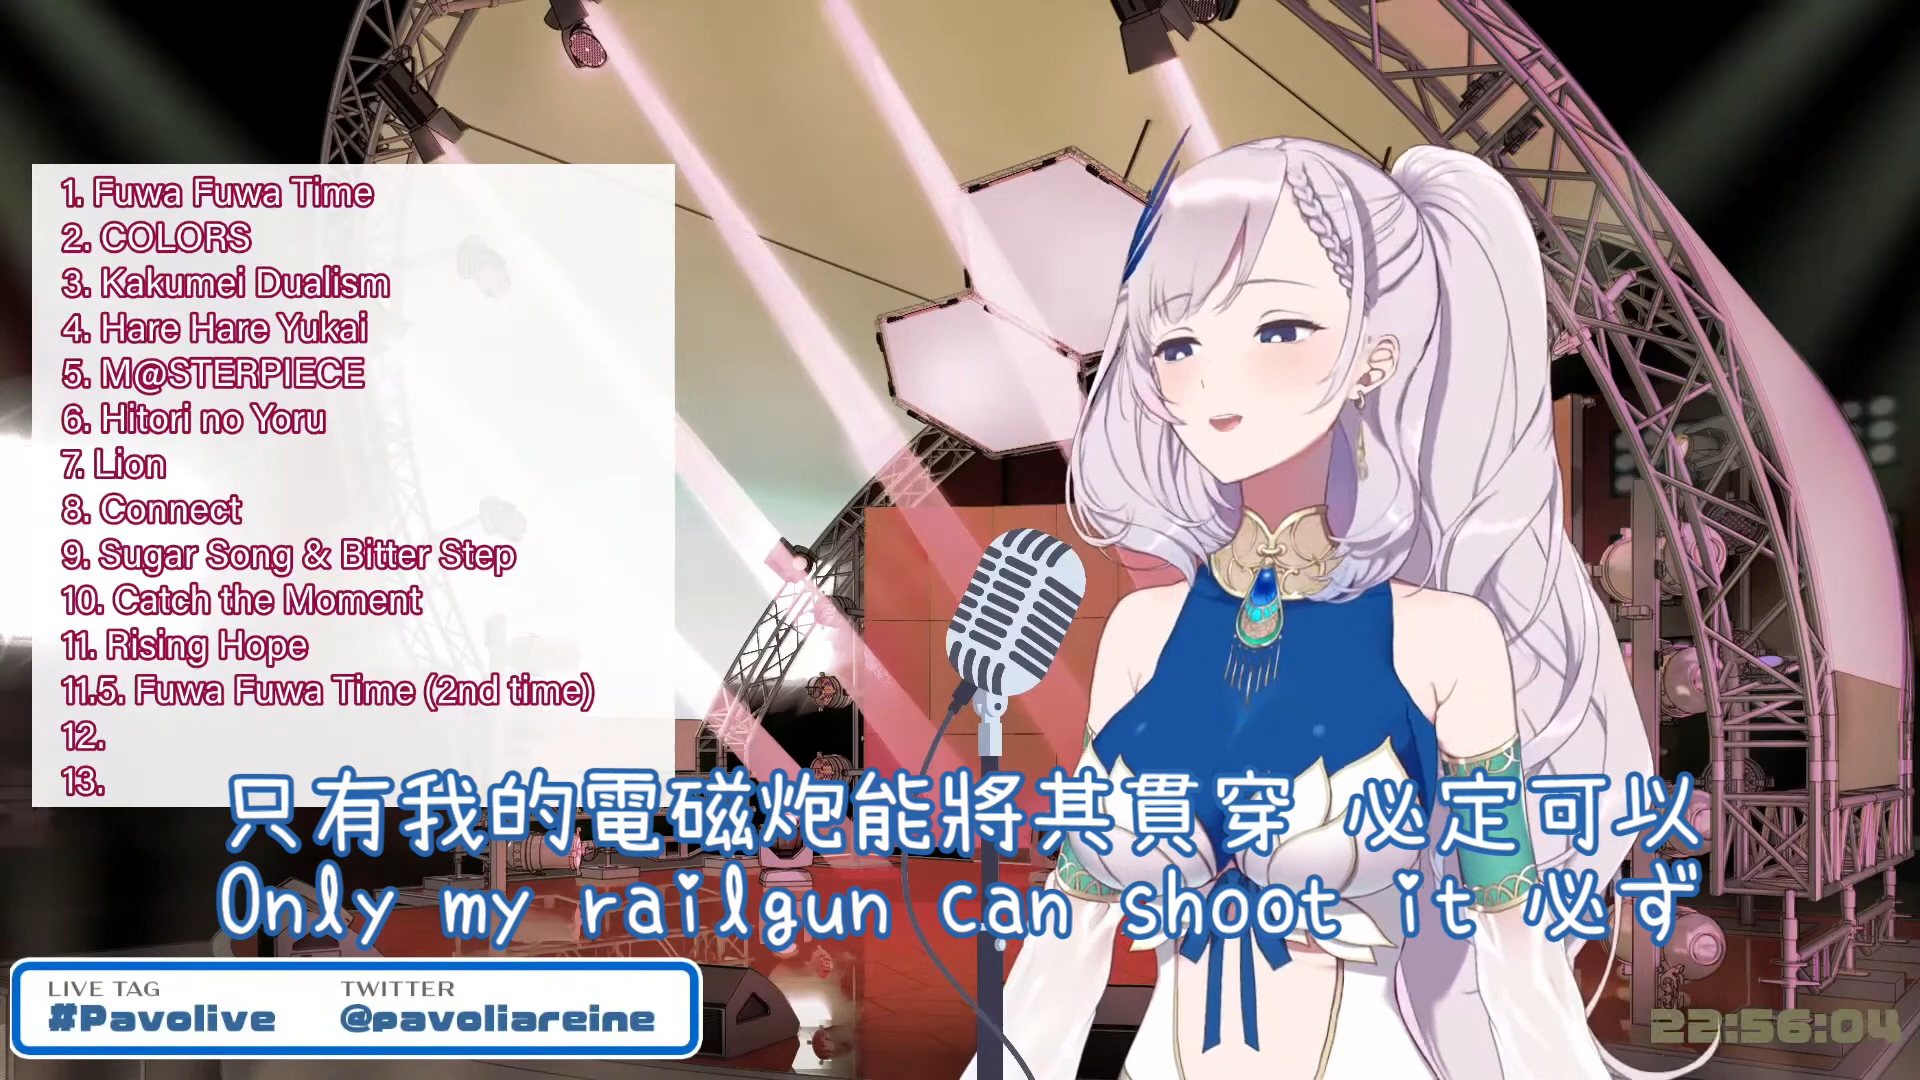 1. Fuwa Fuwa Time
2. COLORS
3. Kakumei Dualism
4. Hare Hare Yukai
5. M@STERPIECE
6. Hitori no Yoru
7. Lion
8. Connect
9. Sugar Song & Bitter Step
10. Catch the Moment
11. Rising Hope
11.5. Fuwa Fuwa Time (2nd time)
12.
13.
只有我的電磁炮能將其貫穿 必定可以
Only my railgun can shoot it 必ず
LIVE TAG
#Pavolive
TWITTER
@pavoliareine
22:56:04